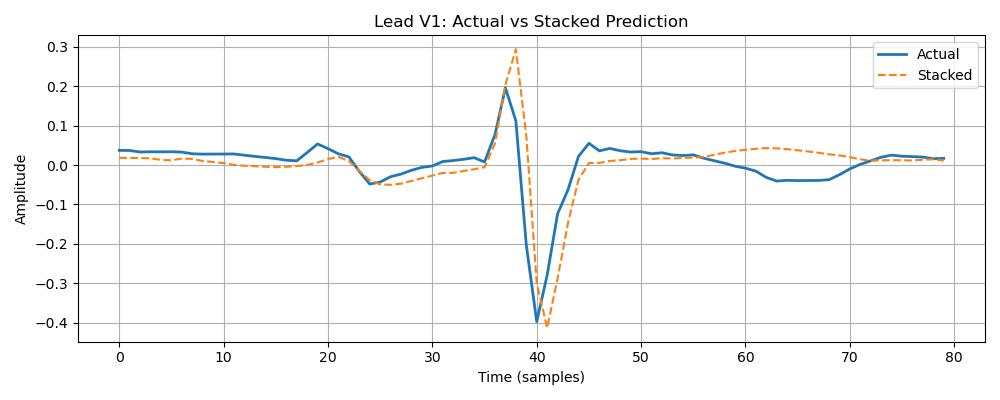 Lead V1: Actual vs Stacked Prediction
Actual
Stacked
Amplitude
0.3
0.2
0.1
0.0
−0.1
−0.2
−0.3
−0.4
0 10 20 30 40 50 60 70 80
Time (samples)